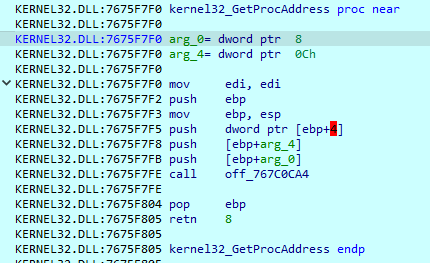 KERNEL32.DLL:7675F7F0 kernel32_GetProcAddress proc near
KERNEL32.DLL:7675F7F0
KERNEL32.DLL:7675F7F0 arg_0= dword ptr  8
KERNEL32.DLL:7675F7F0 arg_4= dword ptr  0Ch
KERNEL32.DLL:7675F7F0
KERNEL32.DLL:7675F7F0 mov     edi, edi
KERNEL32.DLL:7675F7F2 push    ebp
KERNEL32.DLL:7675F7F3 mov     ebp, esp
KERNEL32.DLL:7675F7F5 push    dword ptr [ebp+4]
KERNEL32.DLL:7675F7F8 push    [ebp+arg_4]
KERNEL32.DLL:7675F7FB push    [ebp+arg_0]
KERNEL32.DLL:7675F7FE call    off_767C0CA4
KERNEL32.DLL:7675F7FE
KERNEL32.DLL:7675F804 pop     ebp
KERNEL32.DLL:7675F805 retn    8
KERNEL32.DLL:7675F805
KERNEL32.DLL:7675F805 kernel32_GetProcAddress endp